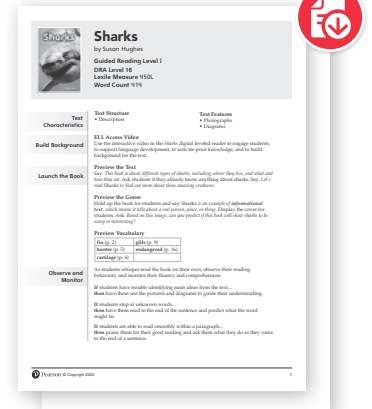 Sharks
Sharks
by Susan Hughes
Guided Reading Level I
DRA Level 16
Lexile Measure 450L
Word Count 414
Text
Characteristics
Text Structure
• Description
Text Features
• Photographs
• Diagrams
Build Background
ELL Access Video
Use the interactive video in the Sharks digital leveled reader to engage students,
to support language development, to activate prior knowledge, and to build
background for the text.
Launch the Book
Preview the Text
Say: This book is about different types of sharks, including where they live, and what and
how they eat. Ask students if they already know anything about sharks. Say: Let's
read Sharks to find out more about these amazing creatures.
Preview the Genre
Hold up the book for students and say: Sharks is an example of informational
text, which means it tells about a real person, place, or thing. Display the cover for
students. Ask: Based on this image, can you predict if this book will show sharks to be
scary or interesting?
Preview Vocabulary
fin (p. 2) gills (p. 9)
hunter (p. 5) endangered (p. 16)
cartilage (p. 6)
Observe and
Monitor
As students whisper-read the book on their own, observe their reading
behaviors, and monitor their fluency and comprehension.
If students have trouble identifying main ideas from the text...
then have them use the pictures and diagrams to guide their understanding.
If students stop at unknown words...
then have them read to the end of the sentence and predict what the word
might be.
If students are able to read smoothly within a paragraph...
then praise them for their good reading and ask them what they do as they come
to the end of a sentence.
Pearson © Copyright 2020
1